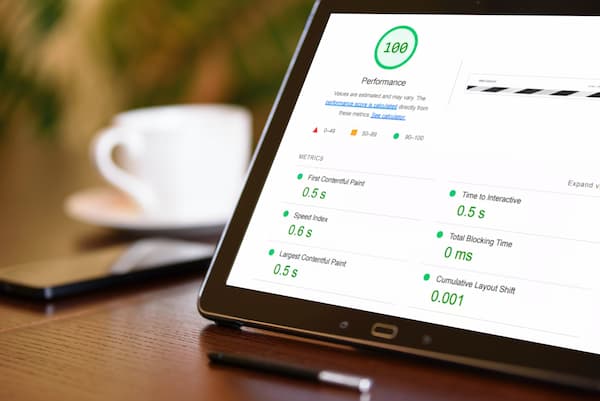 100
Performance
Values are estimated and may vary. The
performance score is calculated directly from
these metrics. See calculator.
0–49
50–89
90–100
METRICS
Expand v
First Contentful Paint
0.5 s
Time to Interactive
0.5 s
Speed Index
0.6 s
Total Blocking Time
0 ms
Largest Contentful Paint
0.5 s
Cumulative Layout Shift
0.001